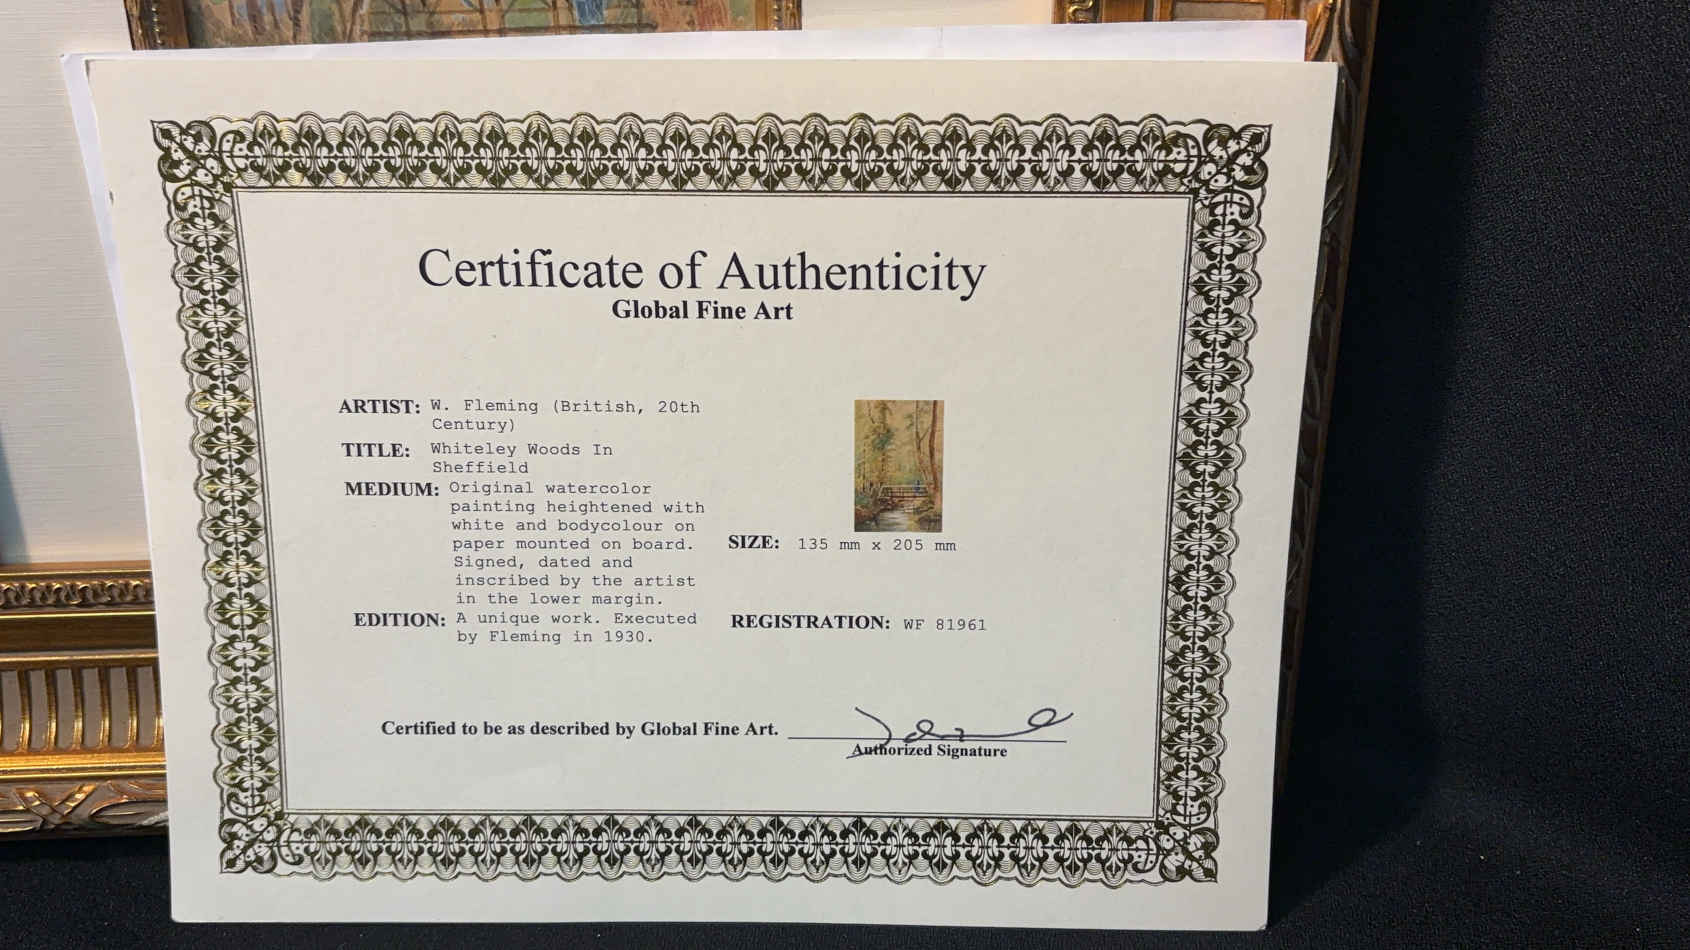 Certificate of Authenticity
Global Fine Art
ARTIST: W. Fleming (British, 20th
Century)
TITLE: Whiteley Woods In
Sheffield
MEDIUM: Original watercolor
painting heightened with
white and bodycolour on
paper mounted on board.
Signed, dated and
inscribed by the artist
in the lower margin.
SIZE: 135 mm x 205 mm
EDITION: A unique work. Executed
by Fleming in 1930.
REGISTRATION: WF 81961
Certified to be as described by Global Fine Art.
Authorized Signature